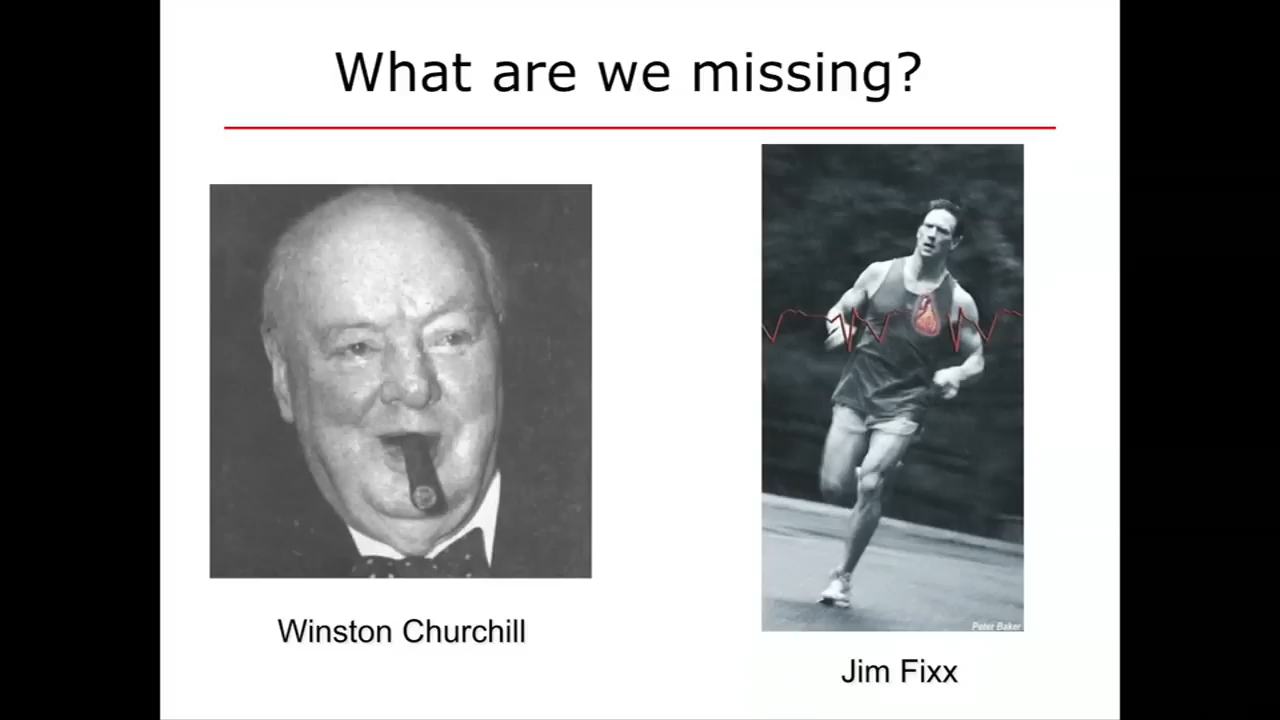 What are we missing?
Winston Churchill
Peter Baker
Jim Fixx